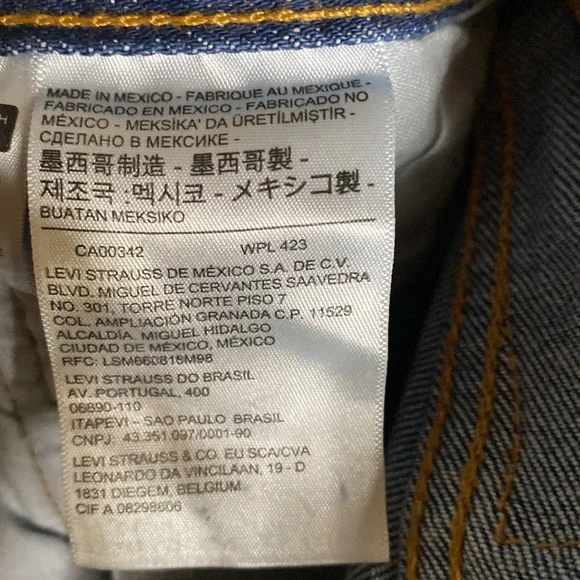 MADE IN MEXICO - FABRIQUE AU MEXIQUE -
FABRICADO EN MEXICO - FABRICADO NO
MÉXICO - MEKSİKA' DA ÜRETİLMİŞTİR -
СДЕЛАНО В МЕКСИКЕ -
墨西哥制造 - 墨西哥製 -
제조국 :멕시코 - メキシコ製 -
BUATAN MEKSIKO
CA00342 WPL 423
LEVI STRAUSS DE MÉXICO S.A. DE C.V.
BLVD. MIGUEL DE CERVANTES SAAVEDRA
NO. 301, TORRE NORTE PISO 7
COL. AMPLIACIÓN GRANADA C.P. 11529
ALCALDÍA. MIGUEL HIDALGO
CIUDAD DE MÉXICO, MÉXICO
RFC: LSM660818M98
LEVI STRAUSS DO BRASIL
AV. PORTUGAL, 400
06690-110
ITAPEVI – SAO PAULO BRASIL
CNPJ: 43.351.097/0001-90
LEVI STRAUSS & CO. EU SCA/CVA
LEONARDO DA VINCILAAN, 19 - D
1831 DIEGEM, BELGIUM.
CIF A 08298606